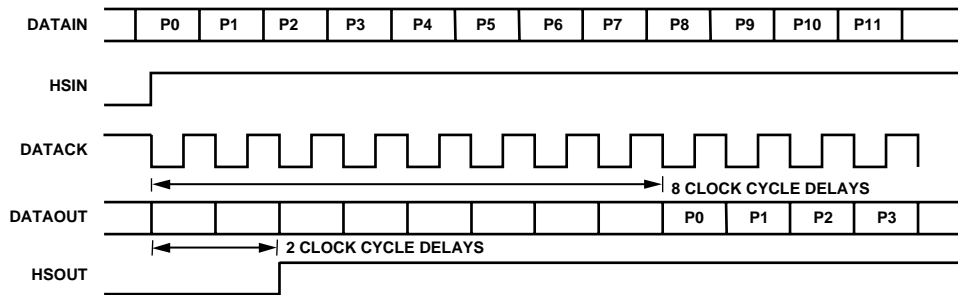 DATAIN P0 P1 P2 P3 P4 P5 P6 P7 P8 P9 P10 P11
HSIN
DATACK
8 CLOCK CYCLE DELAYS
DATAOUT P0 P1 P2 P3
2 CLOCK CYCLE DELAYS
HSOUT